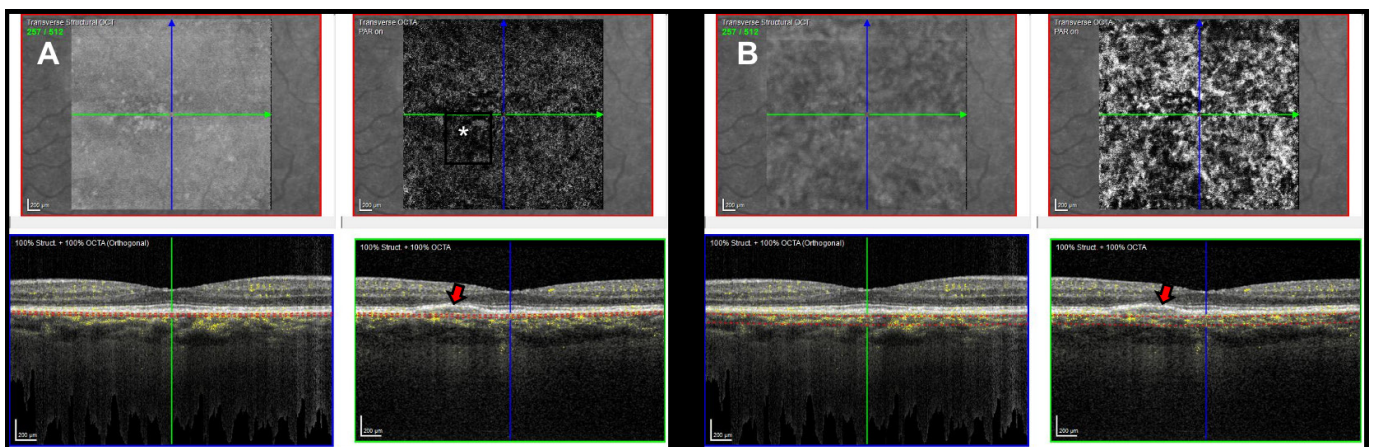 Transverse Structural OCT
257 / 512
A
Transverse OCTA
PAR on
*
200 µm
200 µm
100% Struct. + 100% OCTA (Orthogonal)
200 µm
100% Struct. + 100% OCTA
200 µm
Transverse Structural OCT
257 / 512
B
Transverse OCTA
PAR on
200 µm
200 µm
100% Struct. + 100% OCTA (Orthogonal)
200 µm
100% Struct. + 100% OCTA
200 µm